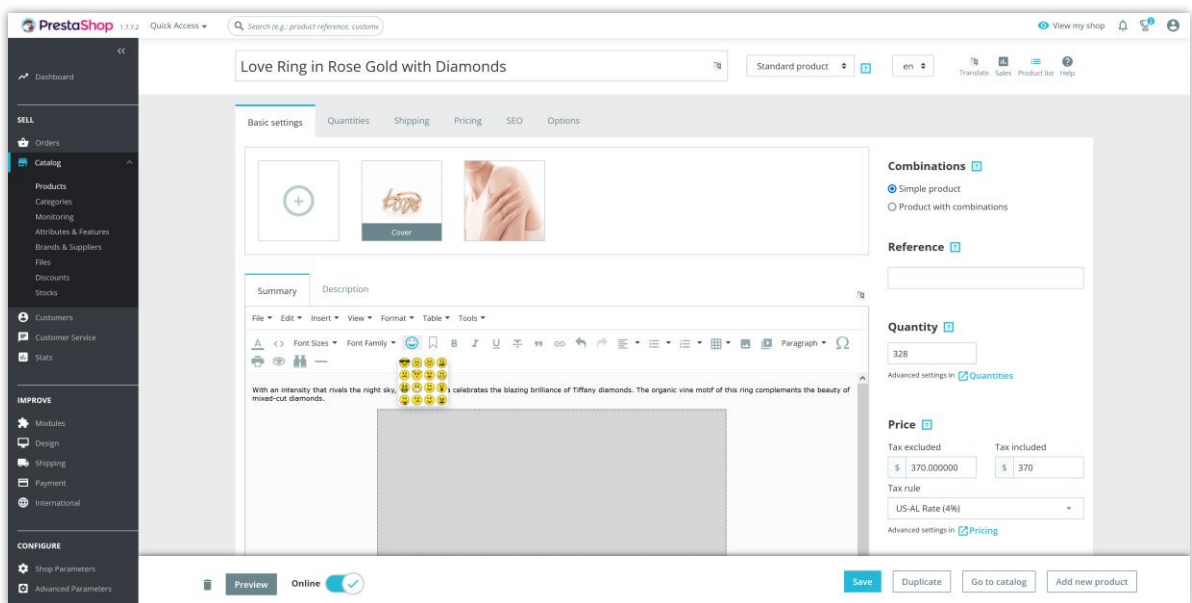 PrestaShop 1.7.7.2 Quick Access Search (e.g.: product reference, custome View my shop
Dashboard
SELL
Orders
Catalog
Products
Categories
Monitoring
Attributes & Features
Brands & Suppliers
Files
Discounts
Stocks
Customers
Customer Service
Stats
IMPROVE
Modules
Design
Shipping
Payment
International
CONFIGURE
Shop Parameters
Advanced Parameters
Love Ring in Rose Gold with Diamonds Standard product en
Translate Sales Product list Help
Basic settings Quantities Shipping Pricing SEO Options
Cover
Summary Description
File Edit Insert View Format Table Tools
Font Sizes Font Family Paragraph
With an intensity that rivals the night sky, celebrates the blazing brilliance of Tiffany diamonds. The organic vine motif of this ring complements the beauty of
mixed-cut diamonds.
Combinations
Simple product
Product with combinations
Reference
Quantity
328
Advanced settings in Quantities
Price
Tax excluded Tax included
$ 370.000000 $ 370
Tax rule
US-AL Rate (4%)
Advanced settings in Pricing
Preview Online Save Duplicate Go to catalog Add new product